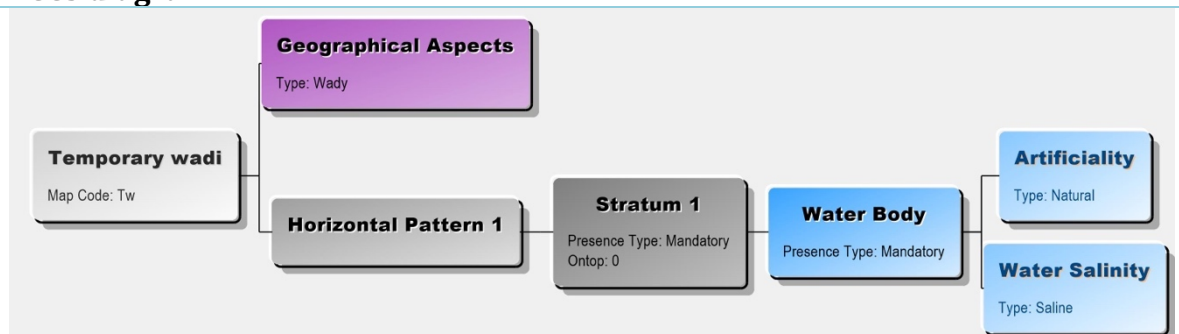 Geographical Aspects
Type: Wady
Temporary wadi
Map Code: Tw
Horizontal Pattern 1
Stratum 1
Presence Type: Mandatory
Ontop: 0
Water Body
Presence Type: Mandatory
Artificiality
Type: Natural
Water Salinity
Type: Saline